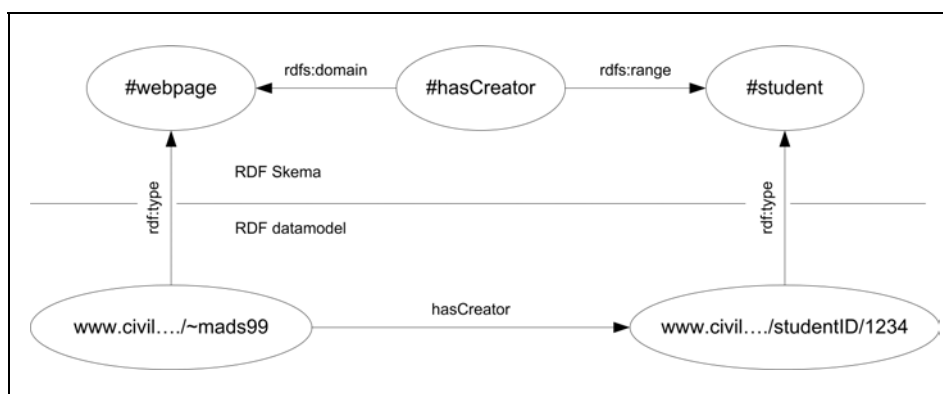 rdfs:domain
rdfs:range
#webpage
#hasCreator
#student
rdf:type
RDF Skema
rdf:type
RDF datamodel
hasCreator
www.civil…./~mads99
www.civil…./studentID/1234